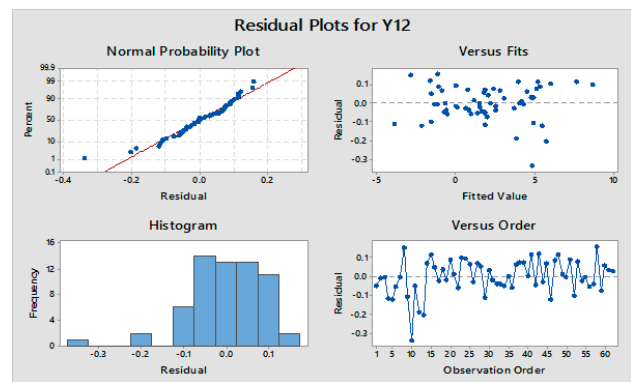 Residual Plots for Y12
Normal Probability Plot
99.9
99
90
50
10
1
0.1
Percent
-0.4 -0.2 0.0 0.2
Residual
Versus Fits
0.1
0.0
-0.1
-0.2
-0.3
Residual
-5 0 5 10
Fitted Value
Histogram
16
12
8
4
0
Frequency
-0.3 -0.2 -0.1 0.0 0.1
Residual
Versus Order
0.1
0.0
-0.1
-0.2
-0.3
Residual
1 5 10 15 20 25 30 35 40 45 50 55 60
Observation Order